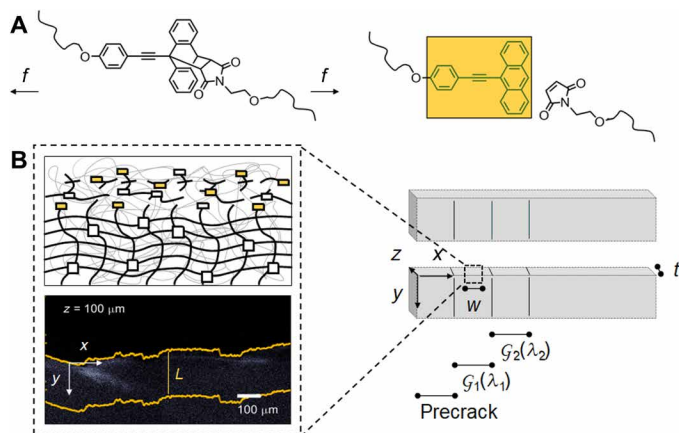 A
O
O
N
O
O
f
f
O
O
N
O
O
B
z = 100 μm
x
y
L
100 μm
z
x
y
w
t
𝒢2(λ2)
𝒢1(λ1)
Precrack